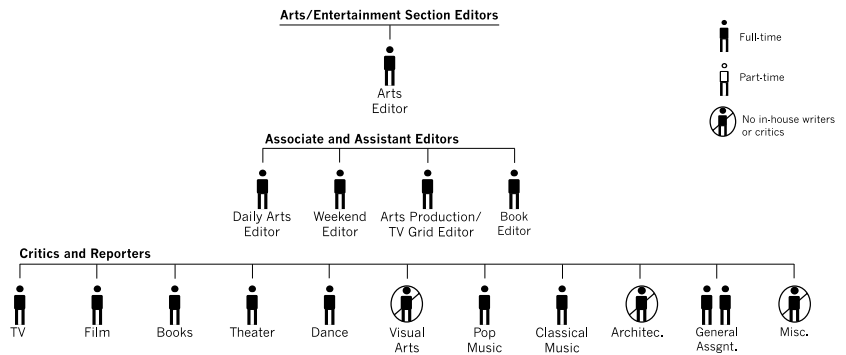 Arts/Entertainment Section Editors
Full-time
Part-time
Arts
Editor
No in-house writers
or critics
Associate and Assistant Editors
Daily Arts
Editor
Weekend
Editor
Arts Production/
TV Grid Editor
Book
Editor
Critics and Reporters
TV
Film
Books
Theater
Dance
Visual
Arts
Pop
Music
Classical
Music
Architec.
General
Assgnt.
Misc.